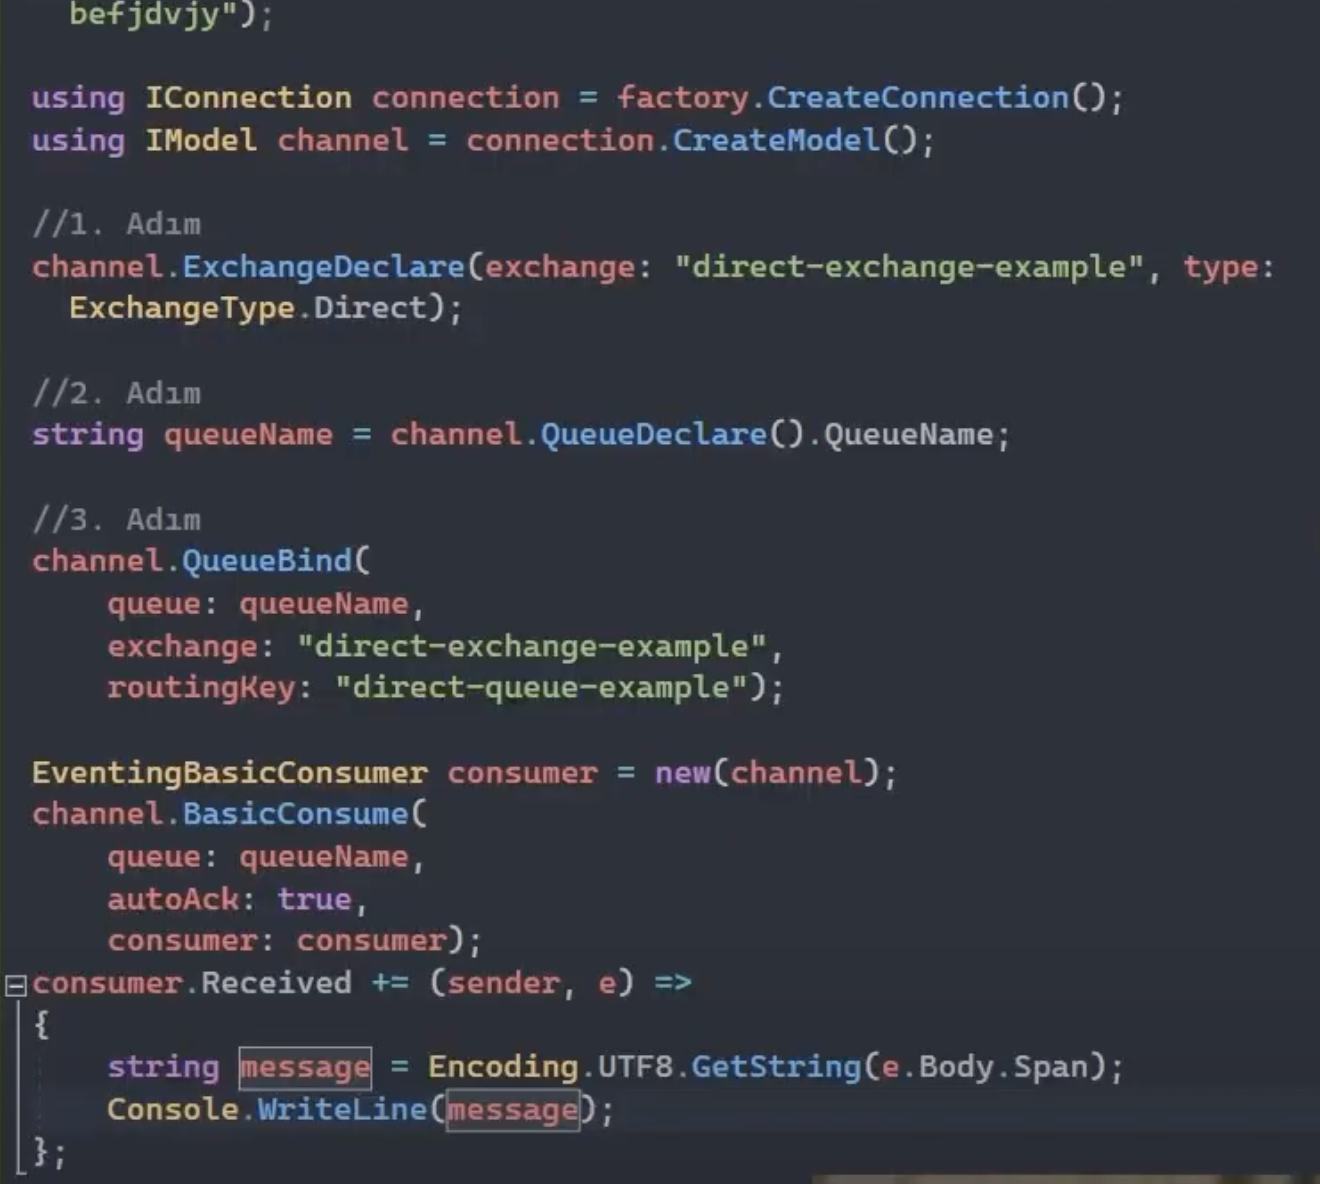 befjdvjy");
using IConnection connection = factory.CreateConnection();
using IModel channel = connection.CreateModel();
//1. Adım
channel.ExchangeDeclare(exchange: "direct-exchange-example", type:
ExchangeType.Direct);
//2. Adım
string queueName = channel.QueueDeclare().QueueName;
//3. Adım
channel.QueueBind(
queue: queueName,
exchange: "direct-exchange-example",
routingKey: "direct-queue-example");
EventingBasicConsumer consumer = new(channel);
channel.BasicConsume(
queue: queueName,
autoAck: true,
consumer: consumer);
consumer.Received += (sender, e) =>
{
string message = Encoding.UTF8.GetString(e.Body.Span);
Console.WriteLine(message);
};